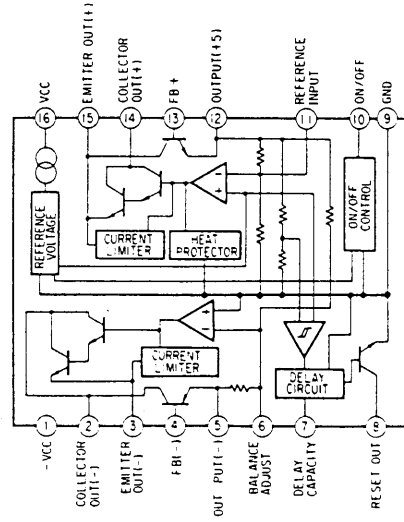 VCC
EMITTER OUT(+)
COLLECTOR
OUT(+)
FB+
OUTPUT(+5)
REFERENCE
INPUT
ON/OFF
GND
16
15
14
13
12
11
10
9
REFERENCE
VOLTAGE
CURRENT
LIMITER
HEAT
PROTECTOR
ON/OFF
CONTROL
+
−
+
−
CURRENT
LIMITER
DELAY
CIRCUIT
1
2
3
4
5
6
7
8
-VCC
COLLECTOR
OUT(-)
EMITTER
OUT(-)
FB(-)
OUT PUT(-)
BALANCE
ADJUST
DELAY
CAPACITY
RESET OUT